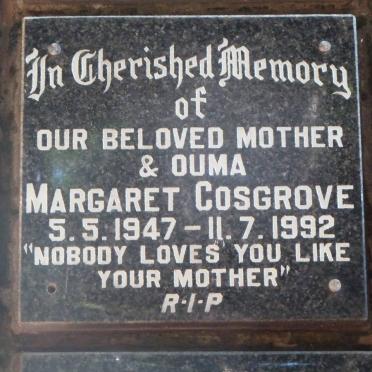 In Cherished Memory
of
OUR BELOVED MOTHER
& OUMA
MARGARET COSGROVE
5.5.1947 - 11.7.1992
"NOBODY LOVES" YOU LIKE
YOUR MOTHER"
R-I-P